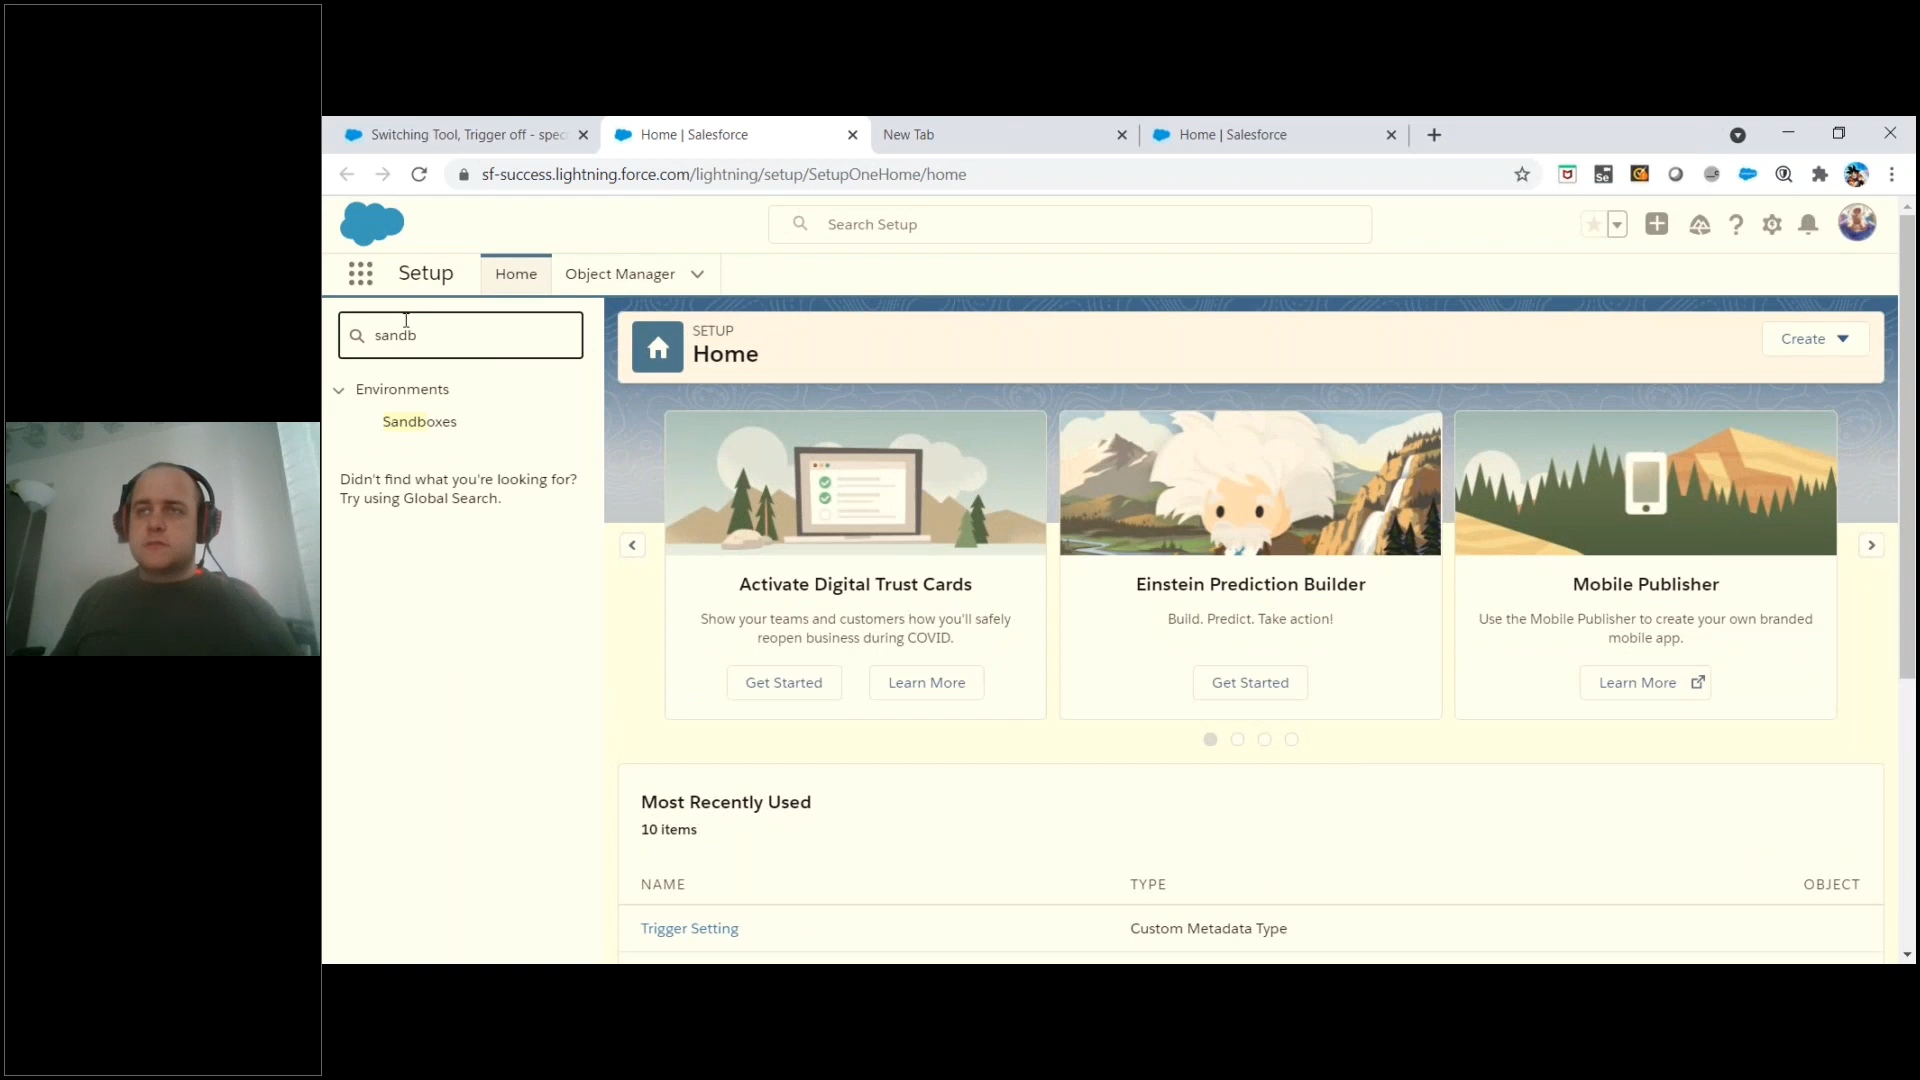 Switching Tool, Trigger off - spec
Home | Salesforce
New Tab
Home | Salesforce
sf-success.lightning.force.com/lightning/setup/SetupOneHome/home
Se
Search Setup
Setup
Home
Object Manager
sandb
Environments
Sandboxes
Didn't find what you're looking for?
Try using Global Search.
SETUP
Home
Create
Activate Digital Trust Cards
Show your teams and customers how you'll safely
reopen business during COVID.
Get Started
Learn More
Einstein Prediction Builder
Build. Predict. Take action!
Get Started
Mobile Publisher
Use the Mobile Publisher to create your own branded
mobile app.
Learn More
Most Recently Used
10 items
NAME
TYPE
OBJECT
Trigger Setting
Custom Metadata Type